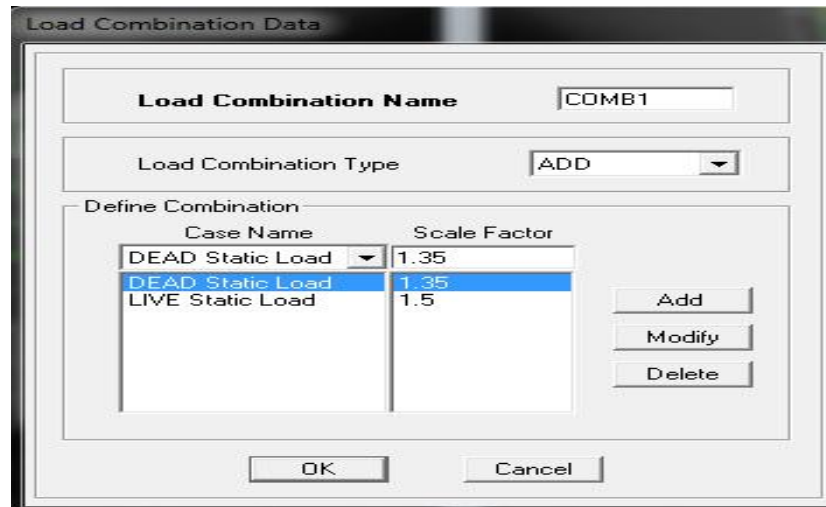 Load Combination Data
Load Combination Name COMB1
Load Combination Type ADD
Define Combination
Case Name Scale Factor
DEAD Static Load 1.35
DEAD Static Load 1.35
LIVE Static Load 1.5
Add
Modify
Delete
OK Cancel